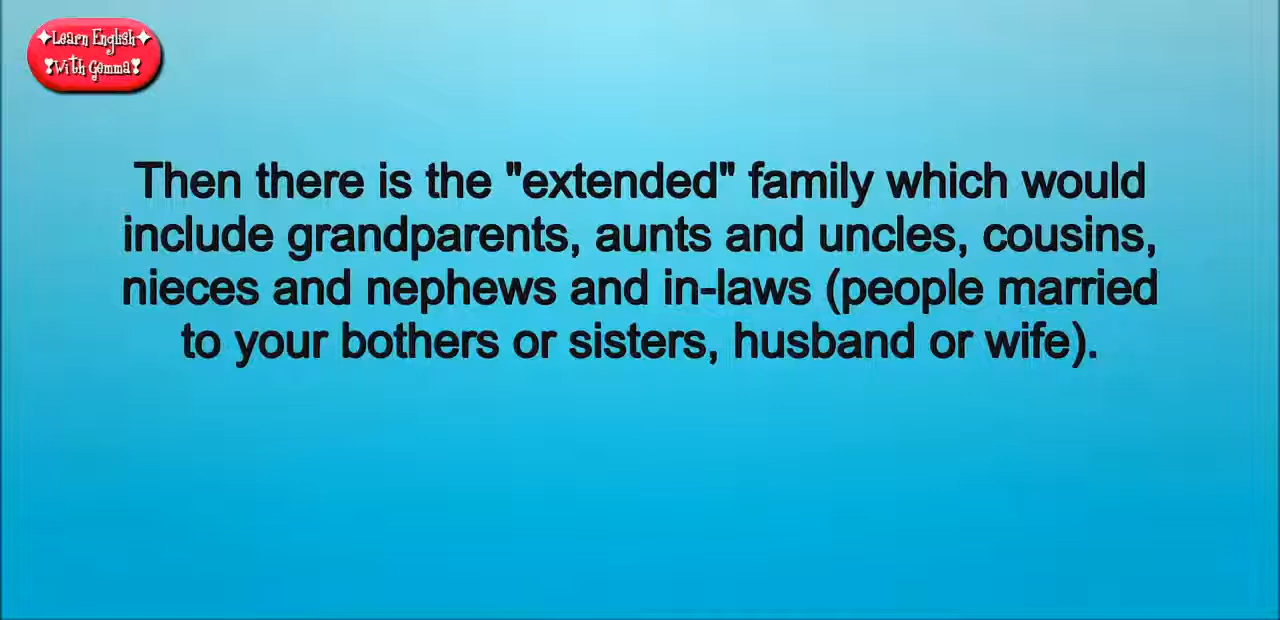 Learn English
With Gemma
Then there is the "extended" family which would
include grandparents, aunts and uncles, cousins,
nieces and nephews and in-laws (people married
to your bothers or sisters, husband or wife).